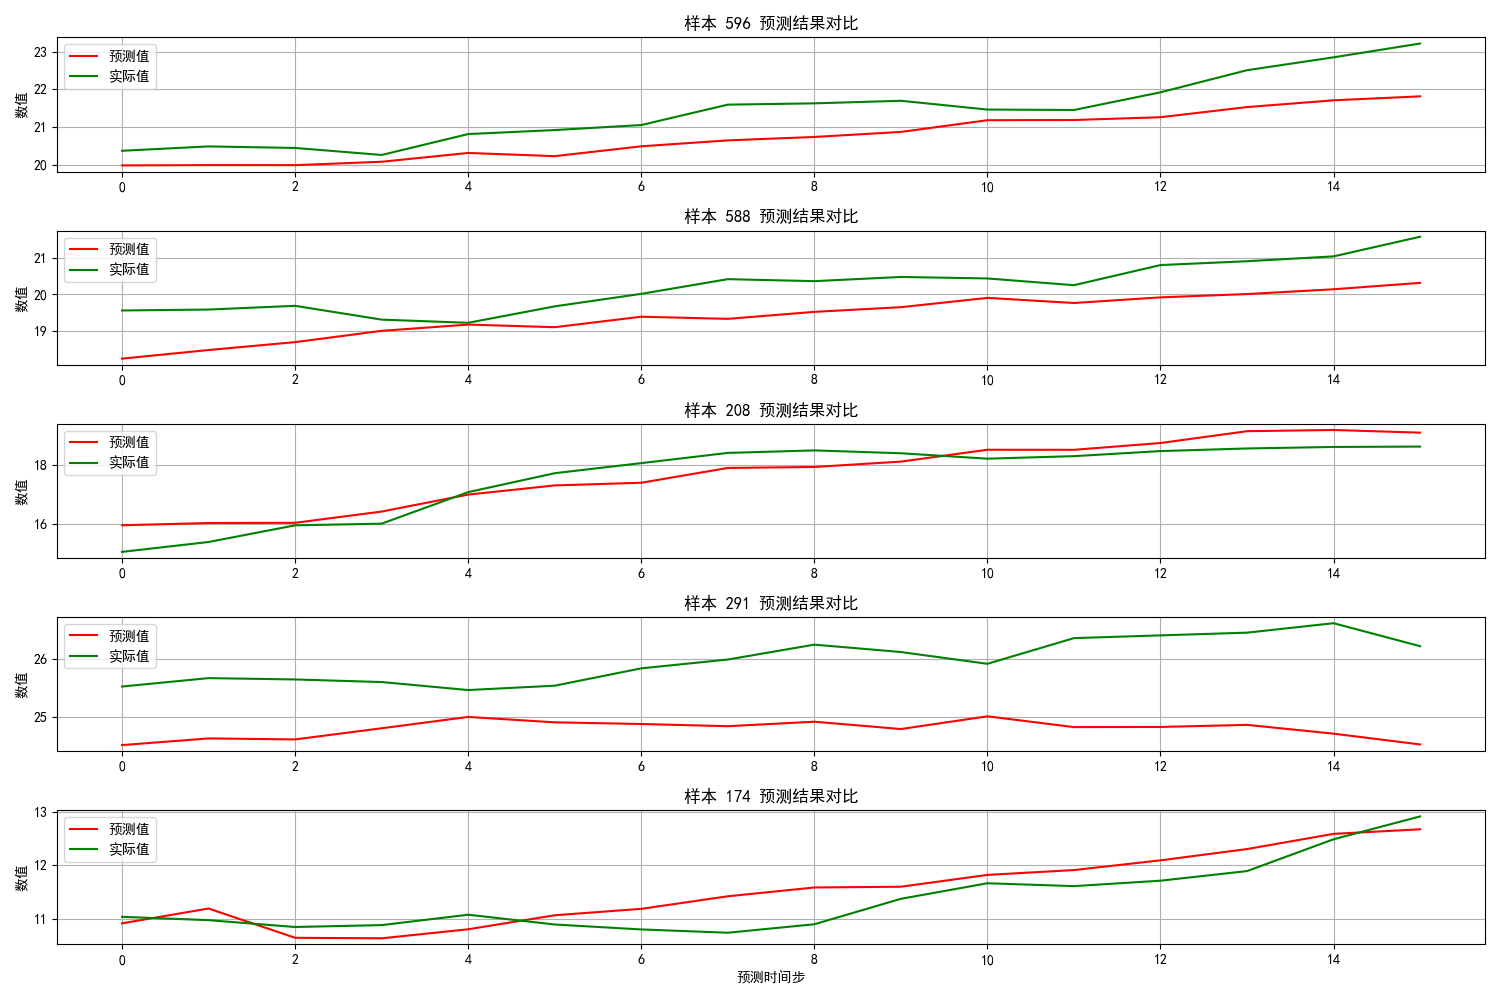 样本 596 预测结果对比
预测值
实际值
数值
23
22
21
20
0 2 4 6 8 10 12 14
样本 588 预测结果对比
预测值
实际值
数值
21
20
19
0 2 4 6 8 10 12 14
样本 208 预测结果对比
预测值
实际值
数值
18
16
0 2 4 6 8 10 12 14
样本 291 预测结果对比
预测值
实际值
数值
26
25
0 2 4 6 8 10 12 14
样本 174 预测结果对比
预测值
实际值
数值
13
12
11
0 2 4 6 8 10 12 14
预测时间步